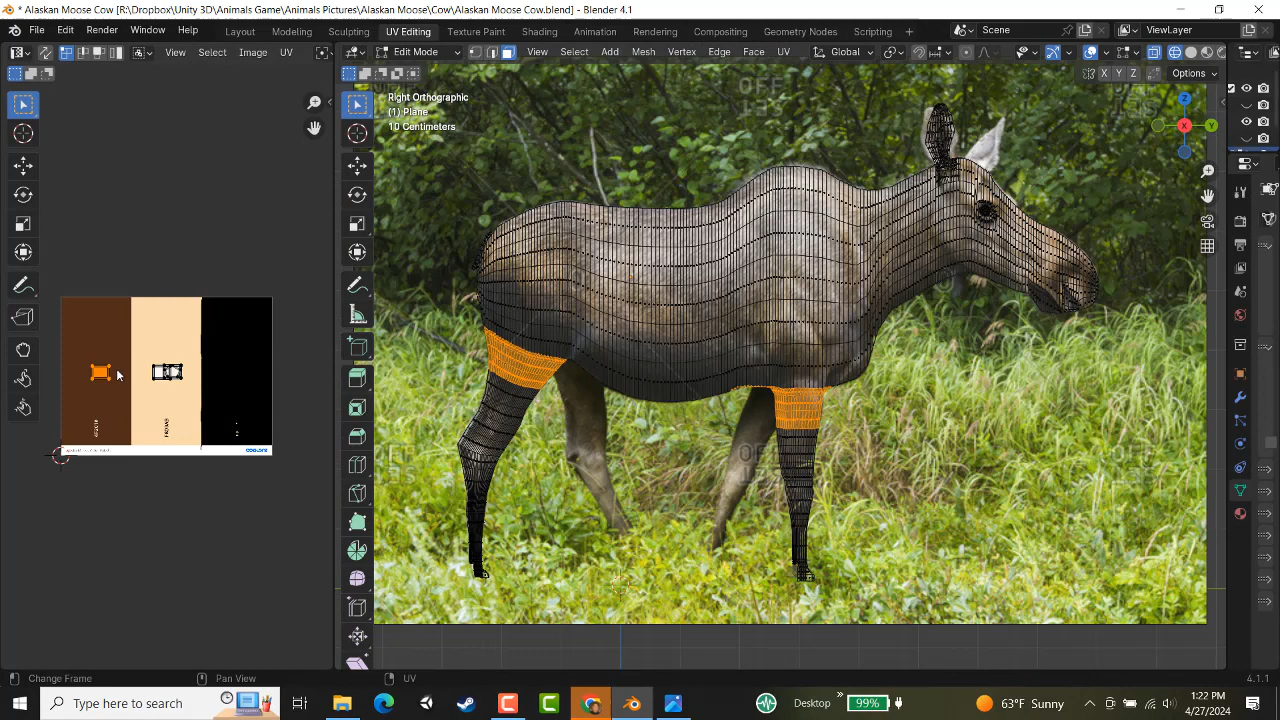 * Alaskan Moose Cow [R:\Dropbox\Unity 3D\Animals Game\Animals Pictures\Alaskan Moose\Cow\Alaskan Moose Cow.blend] - Blender 4.1
File Edit Render Window Help Layout Modeling Sculpting UV Editing Texture Paint Shading Animation Rendering Compositing Geometry Nodes Scripting + Scene ViewLayer
View Select Image UV Edit Mode View Select Add Mesh Vertex Edge Face UV Global
X Y Z Options
Right Orthographic
(1) Plane
10 Centimeters
Z
X
Y
OFF
OFF
COOLORS
Change Frame Pan View UV 4.1.1
Type here to search Desktop » 99% 63°F Sunny 1:22 PM
4/27/2024